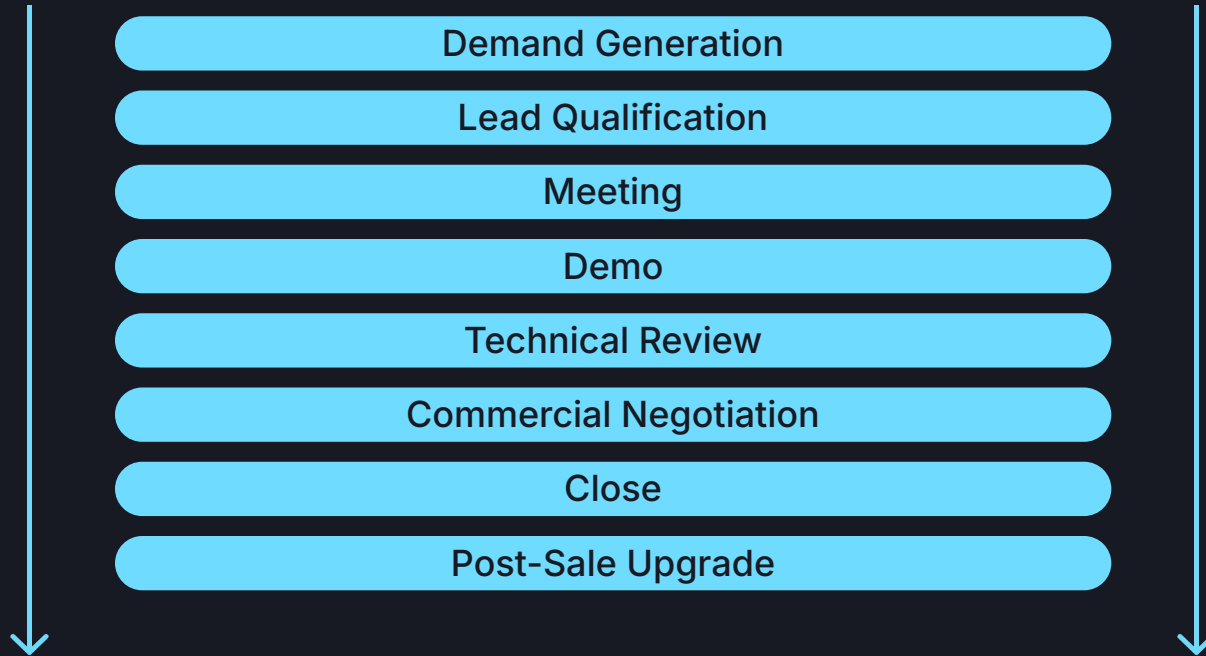 Demand Generation
Lead Qualification
Meeting
Demo
Technical Review
Commercial Negotiation
Close
Post-Sale Upgrade